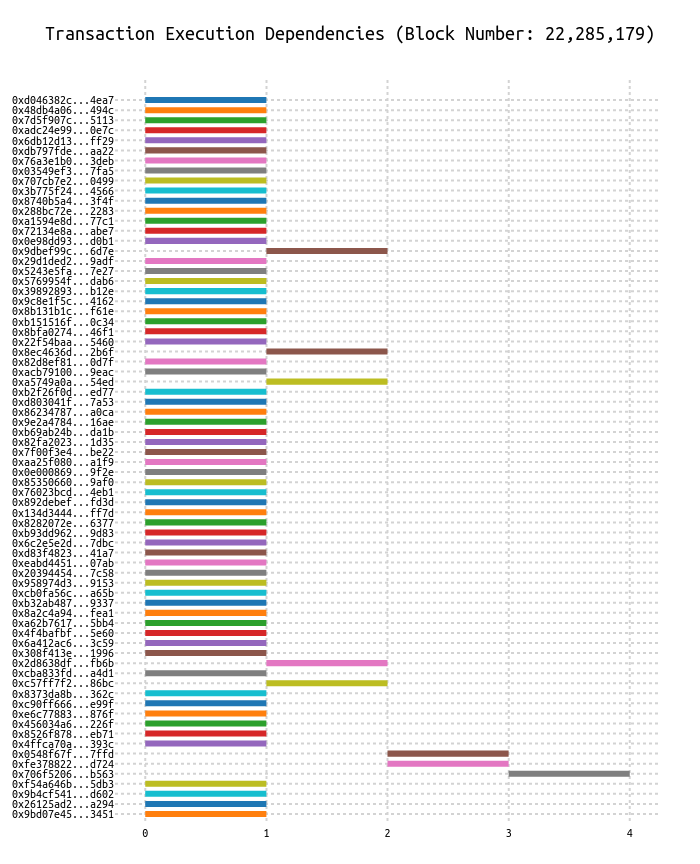 Transaction Execution Dependencies (Block Number: 22,285,179)
0xd046382c...4ea7
0x48db4a06...494c
0x7d5f907c...5113
0xadc24e99...0e7c
0x6db12d13...ff29
0xdb797fde...aa22
0x76a3e1b0...3deb
0x03549ef3...7fa5
0x707cb7e2...0499
0x3b775f24...4566
0x8740b5a4...3f4f
0x288bc72e...2283
0xa1594e8d...77c1
0x72134e8a...abe7
0x0e98dd93...d0b1
0x9dbef99c...6d7e
0x29d1ded2...9adf
0x5243e5fa...7e27
0x5769954f...dab6
0x39892893...b12e
0x9c8e1f5c...4162
0x8b131b1c...f61e
0xb151516f...0c34
0x8bfa0274...46f1
0x22f54baa...5460
0x8ec4636d...2b6f
0x82d8ef81...0d7f
0xacb79100...9eac
0xa5749a0a...54ed
0xb2f26f0d...ed77
0xd803041f...7a53
0x86234787...a0ca
0x9e2a4784...16ae
0xb69ab24b...da1b
0x82fa2023...1d35
0x7f00f3e4...be22
0xaa25f080...a1f9
0x0e000869...9f2e
0x85350660...9af0
0x76023bcd...4eb1
0x892debef...fd3d
0x134d3444...ff7d
0x8282072e...6377
0xb93dd962...9d83
0x6c2e5e2d...7dbc
0xd83f4823...41a7
0xeabd4451...07ab
0x20394454...7c58
0x958974d3...9153
0xcb0fa56c...a65b
0xb32ab487...9337
0x8a2c4a94...fea1
0xa62b7617...5bb4
0x4f4bafbf...5e60
0x6a412ac6...3c59
0x308f413e...1996
0x2d8638df...fb6b
0xcba833fd...a4d1
0xc57ff7f2...86bc
0x8373da8b...362c
0xc90ff666...e99f
0xe6c77883...876f
0x456034a6...226f
0x8526f878...eb71
0x4ffca70a...393c
0x0548f67f...7ffd
0xfe378822...d724
0x706f5206...b563
0xf54a646b...5db3
0x9b4cf541...d602
0x26125ad2...a294
0x9bd07e45...3451
0 1 2 3 4